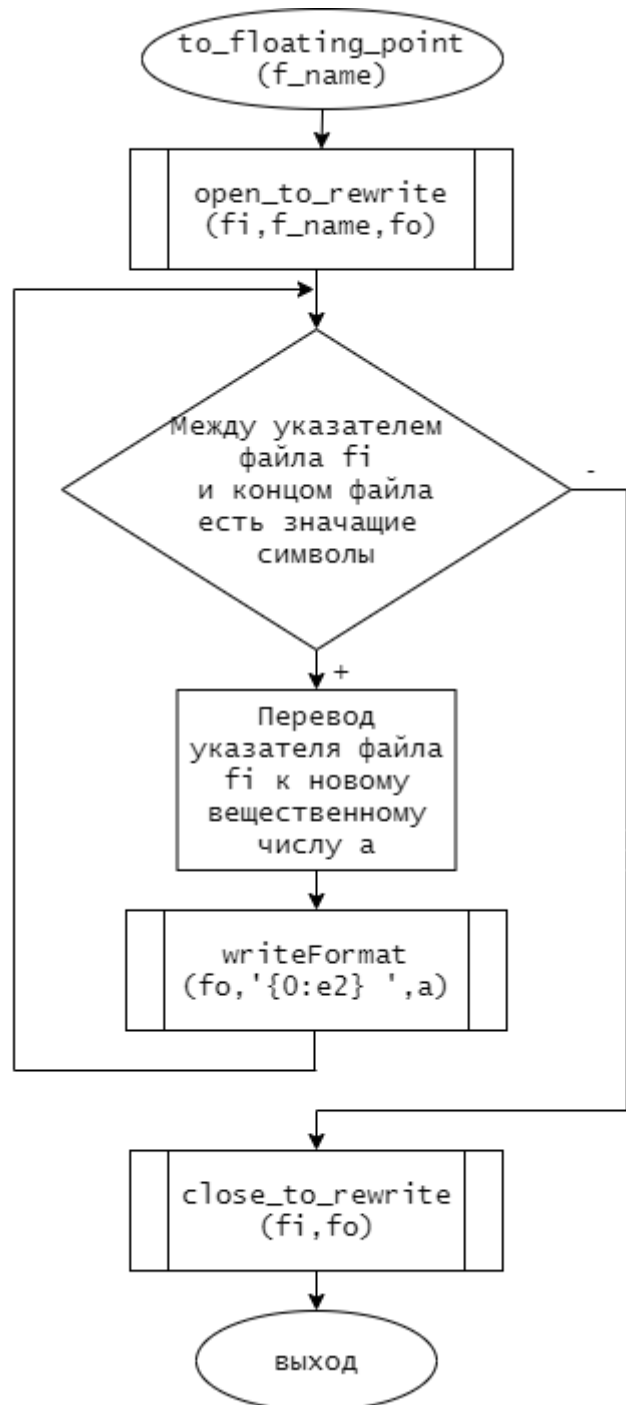 to_floating_point
(f_name)
open_to_rewrite
(fi,f_name,fo)
Между указателем
файла fi
и концом файла
есть значащие
символы
-
+
Перевод
указателя файла
fi к новому
вещественному
числу a
writeFormat
(fo,'{0:e2} ',a)
close_to_rewrite
(fi,fo)
выход